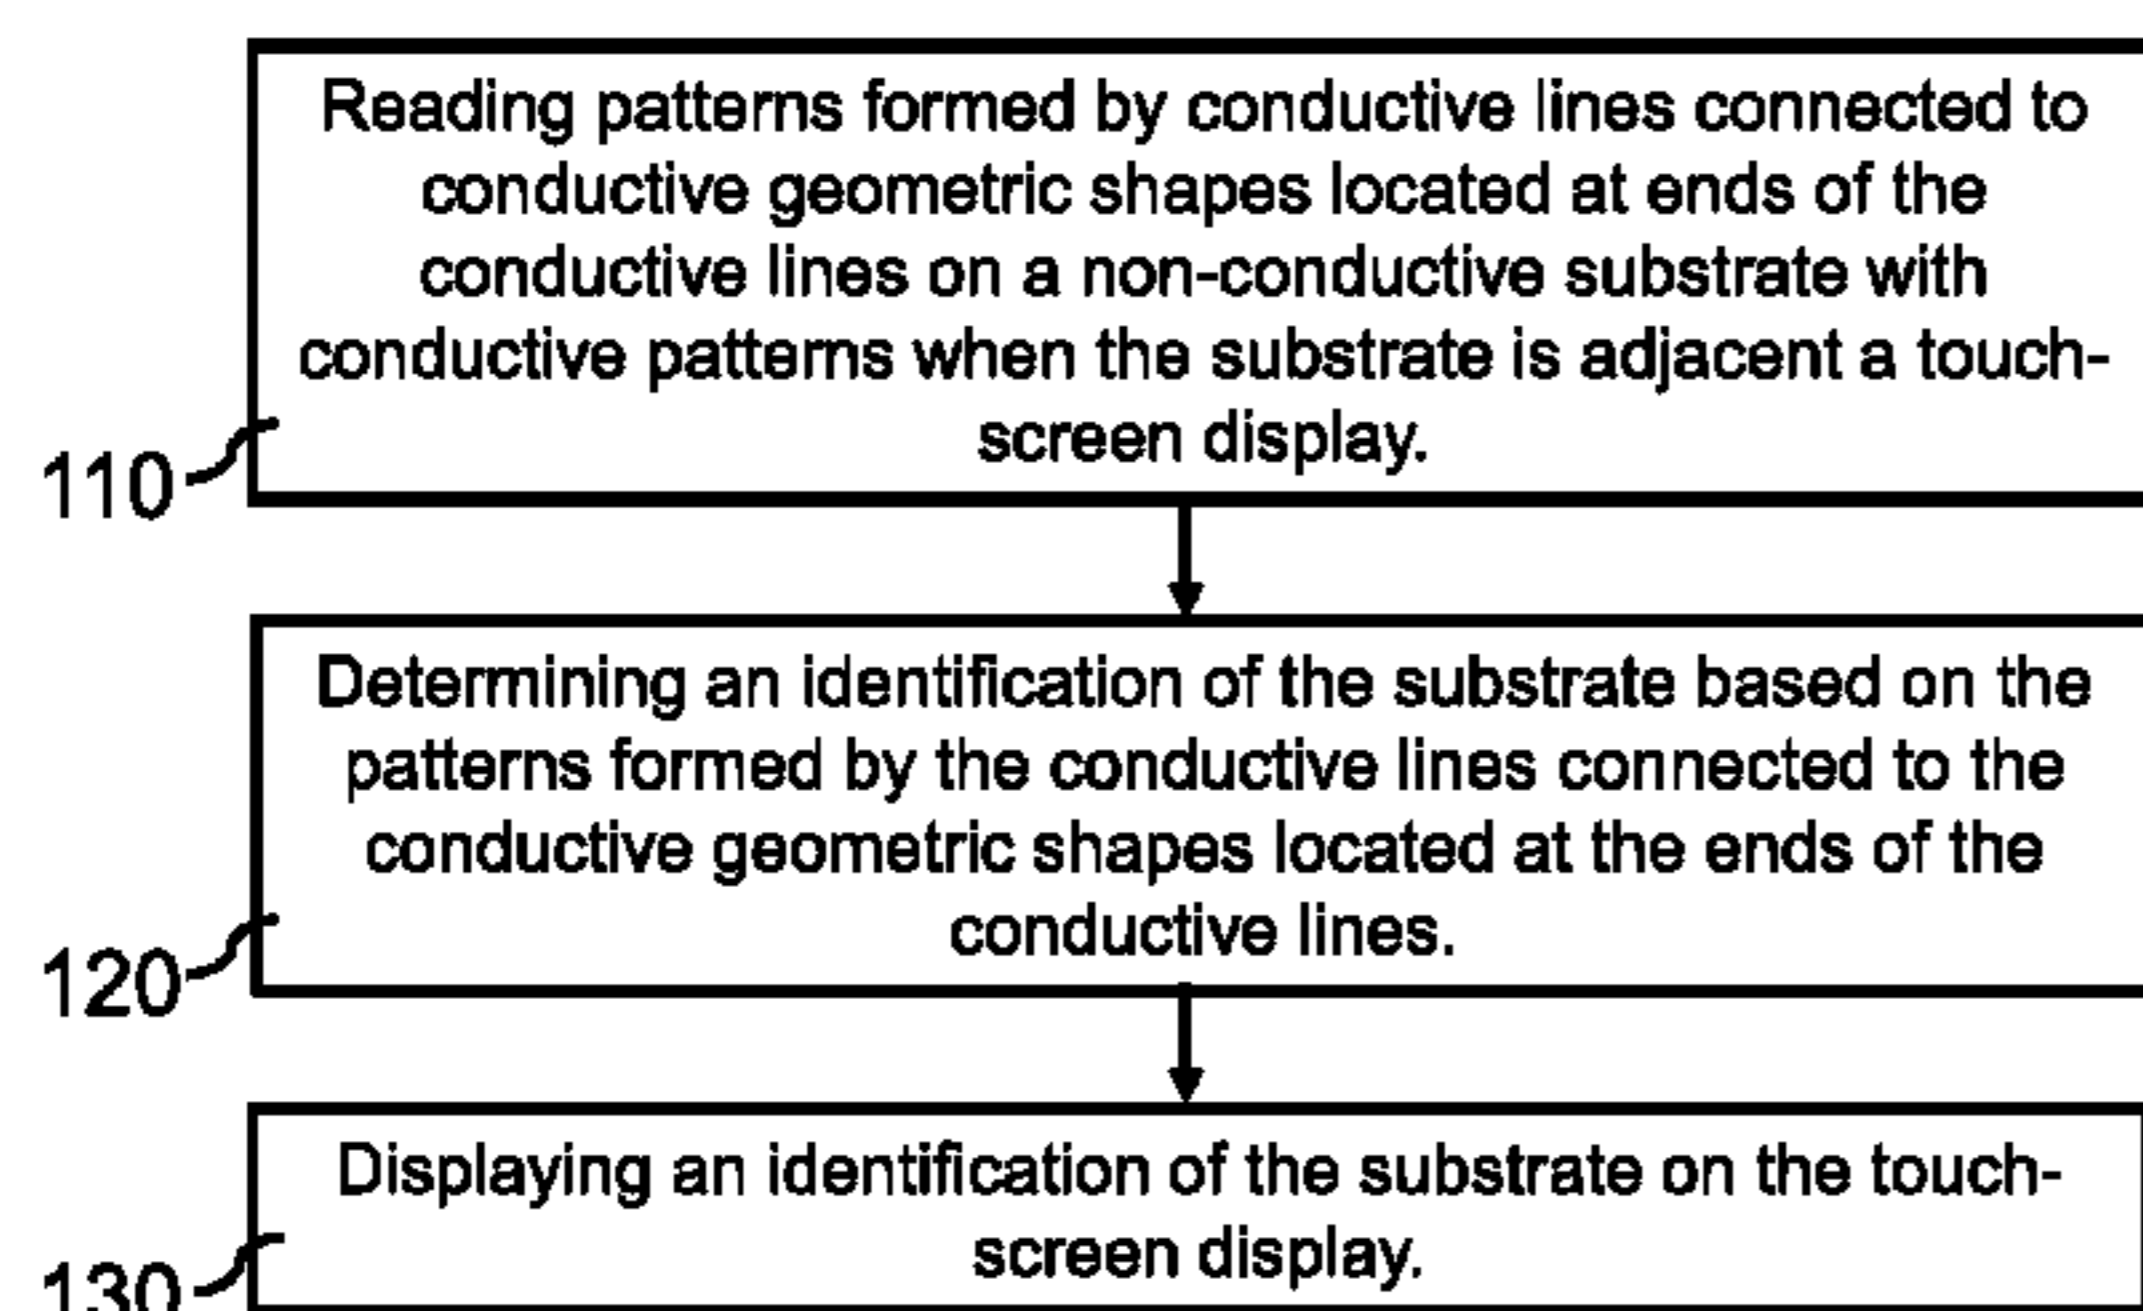 Reading patterns formed by conductive lines connected to
conductive geometric shapes located at ends of the
conductive lines on a non-conductive substrate with
conductive patterns when the substrate is adjacent a touch-
screen display.
110
Determining an identification of the substrate based on the
patterns formed by the conductive lines connected to the
conductive geometric shapes located at the ends of the
conductive lines.
120
Displaying an identification of the substrate on the touch-
screen display.
130